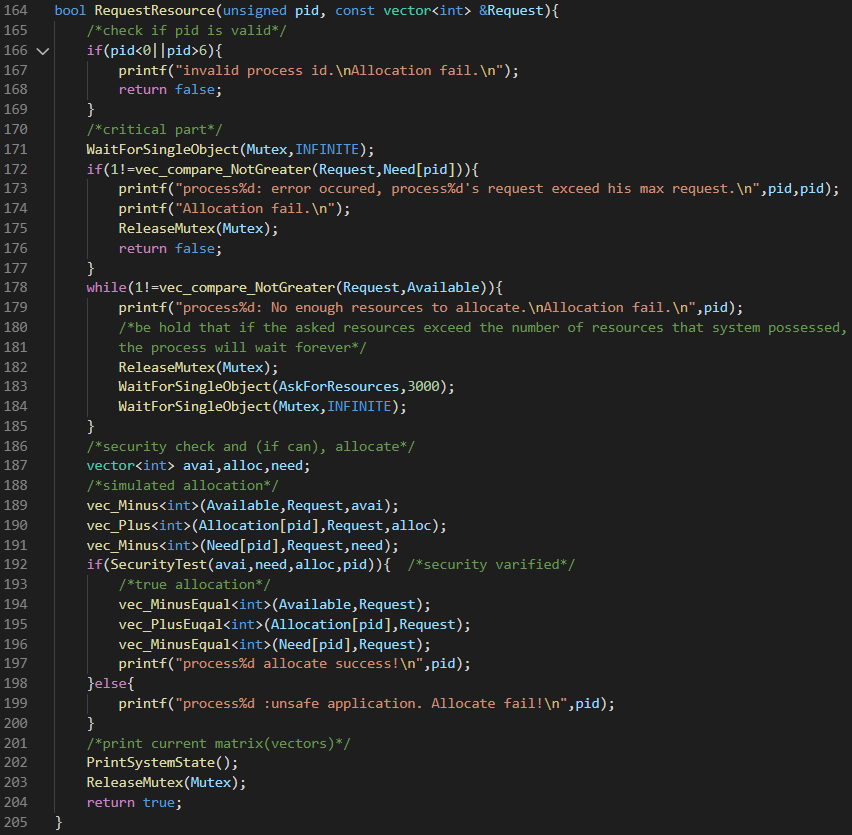 164 bool RequestResource(unsigned pid, const vector<int> &Request){
165     /*check if pid is valid*/
166     if(pid<0||pid>6){
167         printf("invalid process id.\nAllocation fail.\n");
168         return false;
169     }
170     /*critical part*/
171     WaitForSingleObject(Mutex,INFINITE);
172     if(1!=vec_compare_NotGreater(Request,Need[pid])){
173         printf("process%d: error occured, process%d's request exceed his max request.\n",pid,pid);
174         printf("Allocation fail.\n");
175         ReleaseMutex(Mutex);
176         return false;
177     }
178     while(1!=vec_compare_NotGreater(Request,Available)){
179         printf("process%d: No enough resources to allocate.\nAllocation fail.\n",pid);
180         /*be hold that if the asked resources exceed the number of resources that system possessed,
181         the process will wait forever*/
182         ReleaseMutex(Mutex);
183         WaitForSingleObject(AskForResources,3000);
184         WaitForSingleObject(Mutex,INFINITE);
185     }
186     /*security check and (if can), allocate*/
187     vector<int> avai,alloc,need;
188     /*simulated allocation*/
189     vec_Minus<int>(Available,Request,avai);
190     vec_Plus<int>(Allocation[pid],Request,alloc);
191     vec_Minus<int>(Need[pid],Request,need);
192     if(SecurityTest(avai,need,alloc,pid)){  /*security varified*/
193         /*true allocation*/
194         vec_MinusEqual<int>(Available,Request);
195         vec_PlusEuqal<int>(Allocation[pid],Request);
196         vec_MinusEqual<int>(Need[pid],Request);
197         printf("process%d allocate success!\n",pid);
198     }else{
199         printf("process%d :unsafe application. Allocate fail!\n",pid);
200     }
201     /*print current matrix(vectors)*/
202     PrintSystemState();
203     ReleaseMutex(Mutex);
204     return true;
205 }